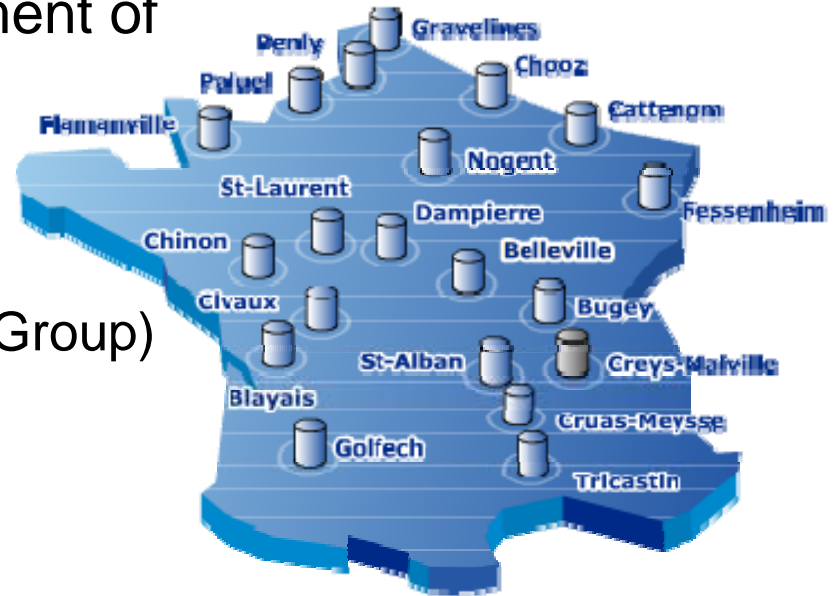 ment of
Gravelines
Penly
Chooz
Paluel
Cattenom
Flamanville
Nogent
St-Laurent
Fessenheim
Dampierre
Chinon
Belleville
Civaux
Bugey
Group)
St-Alban
Creys-Malville
Blayais
Cruas-Meysse
Golfech
Tricastin